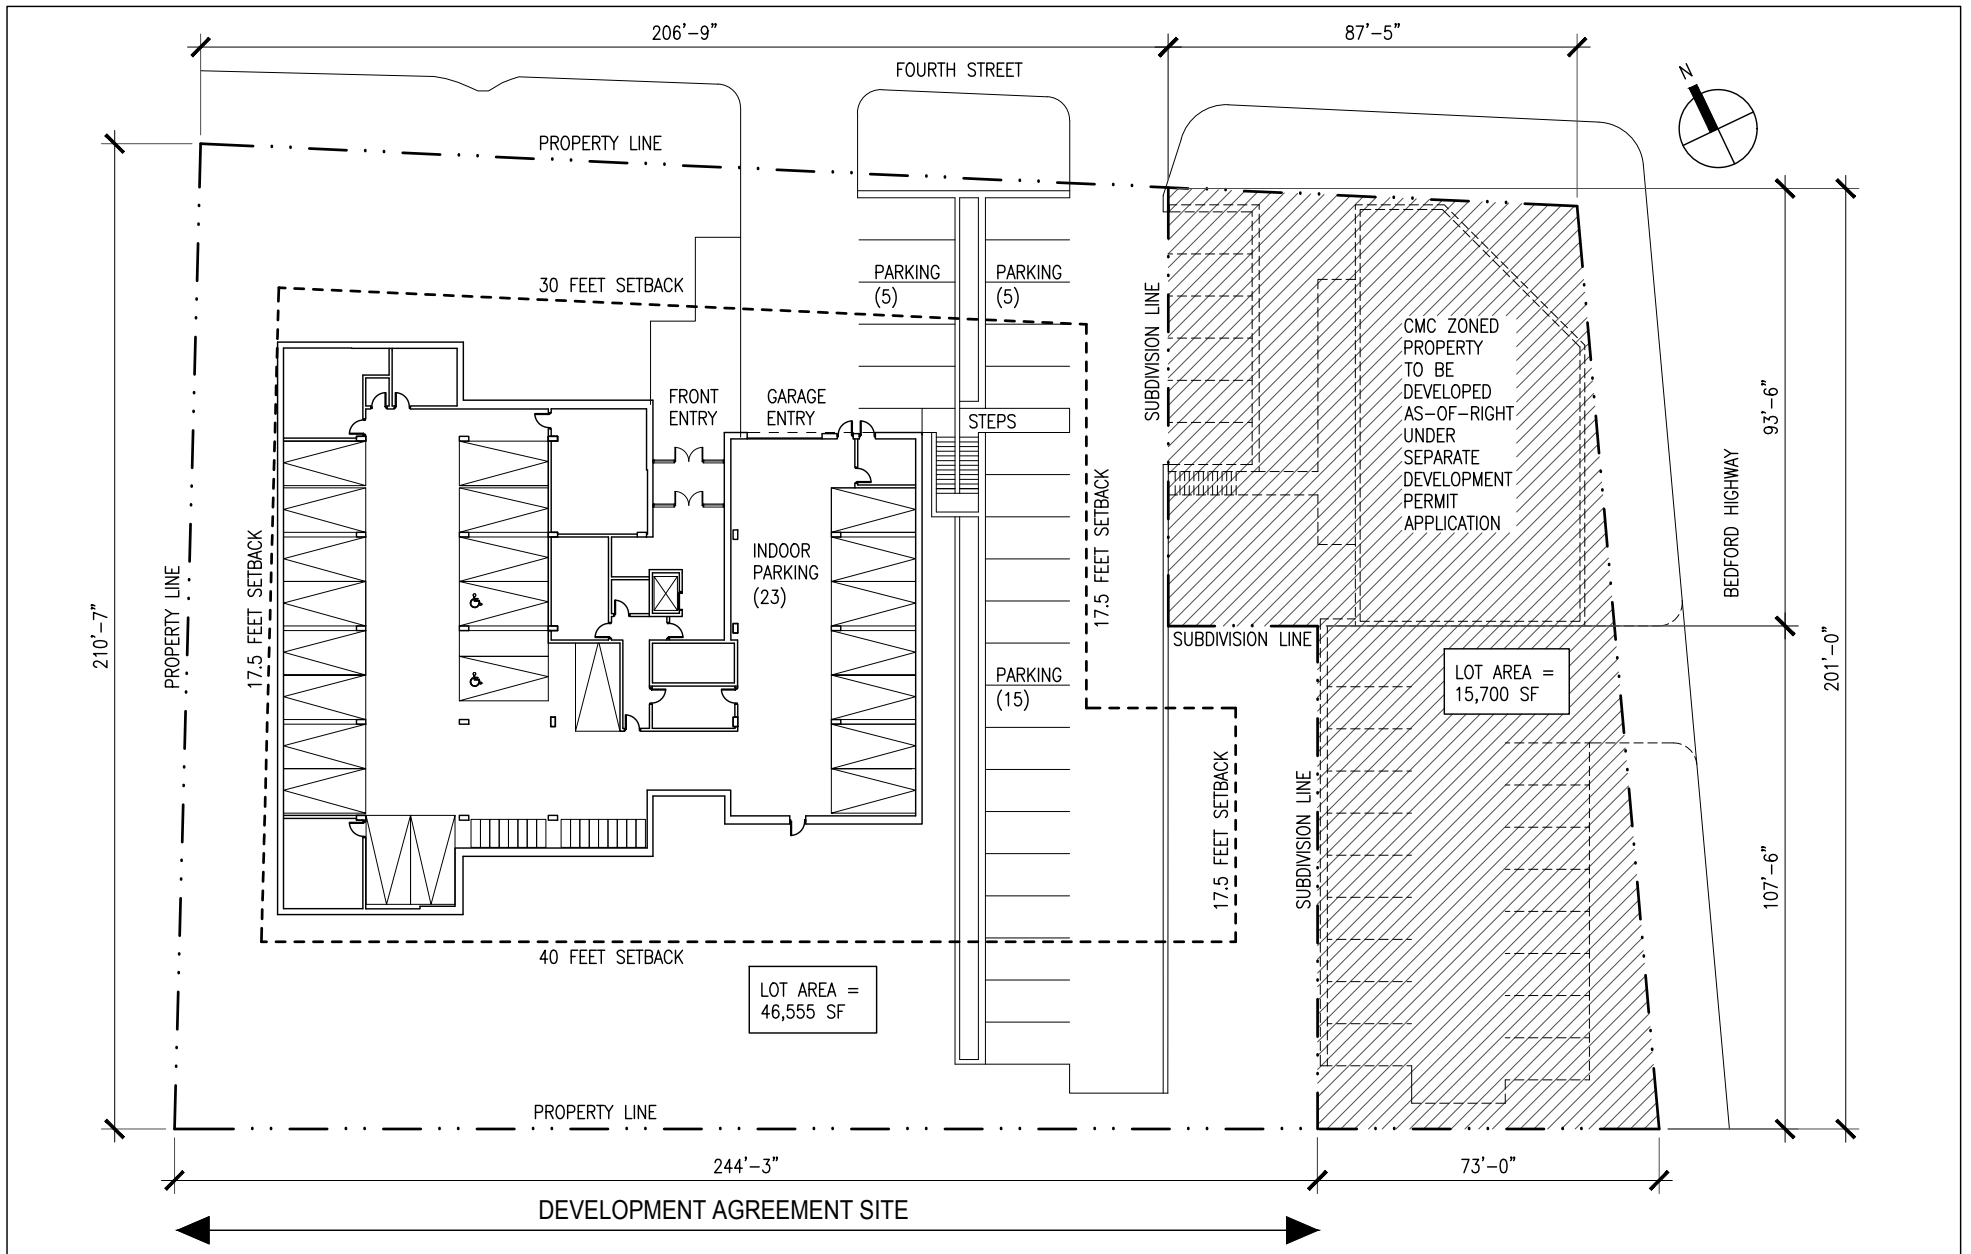 206'-9"
87'-5"
FOURTH STREET
N
PROPERTY LINE
30 FEET SETBACK
PARKING
(5)
PARKING
(5)
SUBDIVISION LINE
CMC ZONED
PROPERTY
TO BE
DEVELOPED
AS-OF-RIGHT
UNDER
SEPARATE
DEVELOPMENT
PERMIT
APPLICATION
93'-6"
FRONT
ENTRY
GARAGE
ENTRY
STEPS
BEDFORD HIGHWAY
17.5 FEET SETBACK
17.5 FEET SETBACK
INDOOR
PARKING
(23)
210'-7"
PROPERTY LINE
SUBDIVISION LINE
201'-0"
LOT AREA =
15,700 SF
PARKING
(15)
17.5 FEET SETBACK
SUBDIVISION LINE
107'-6"
40 FEET SETBACK
LOT AREA =
46,555 SF
PROPERTY LINE
244'-3"
73'-0"
DEVELOPMENT AGREEMENT SITE